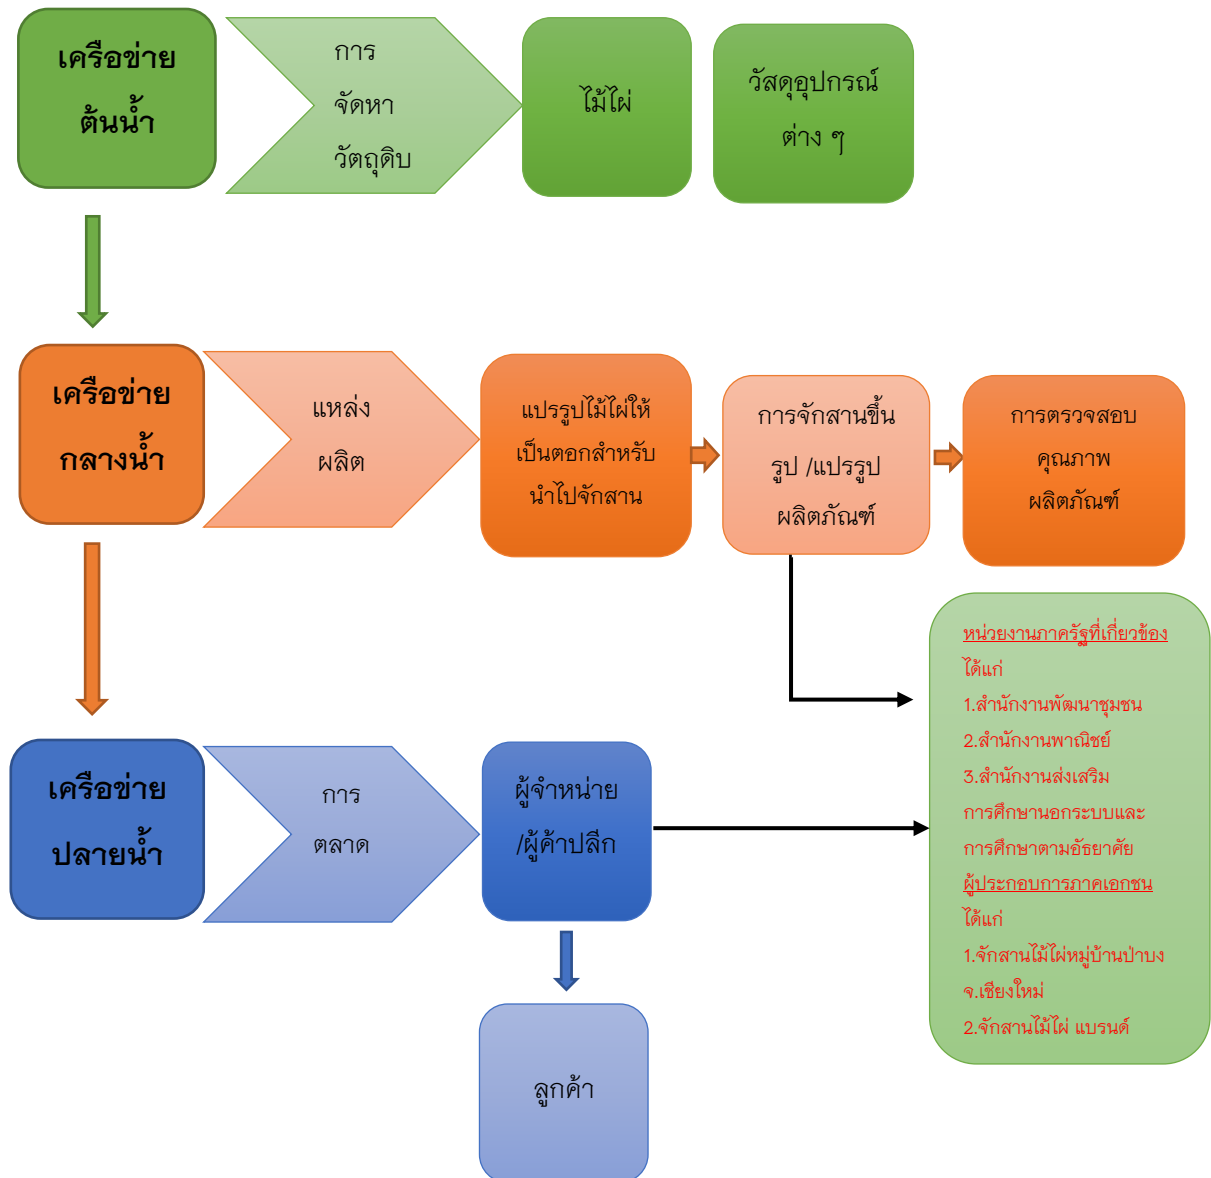 เครือข่าย
ต้นน้ำ
การ
จัดหา
วัตถุดิบ
ไม้ไผ่
วัสดุอุปกรณ์
ต่าง ๆ
เครือข่าย
กลางน้ำ
แหล่ง
ผลิต
แปรรูปไม้ไผ่ให้
เป็นตอกสำหรับ
นำไปจักสาน
การจักสานขึ้น
รูป /แปรรูป
ผลิตภัณฑ์
การตรวจสอบ
คุณภาพ
ผลิตภัณฑ์
หน่วยงานภาครัฐที่เกี่ยวข้อง
ได้แก่
1.สำนักงานพัฒนาชุมชน
2.สำนักงานพาณิชย์
3.สำนักงานส่งเสริม
การศึกษานอกระบบและ
การศึกษาตามอัธยาศัย
ผู้ประกอบการภาคเอกชน
ได้แก่
1.จักสานไม้ไผ่หมู่บ้านป่าบง
จ.เชียงใหม่
2.จักสานไม้ไผ่ แบรนด์
เครือข่าย
ปลายน้ำ
การ
ตลาด
ผู้จำหน่าย
/ผู้ค้าปลีก
ลูกค้า